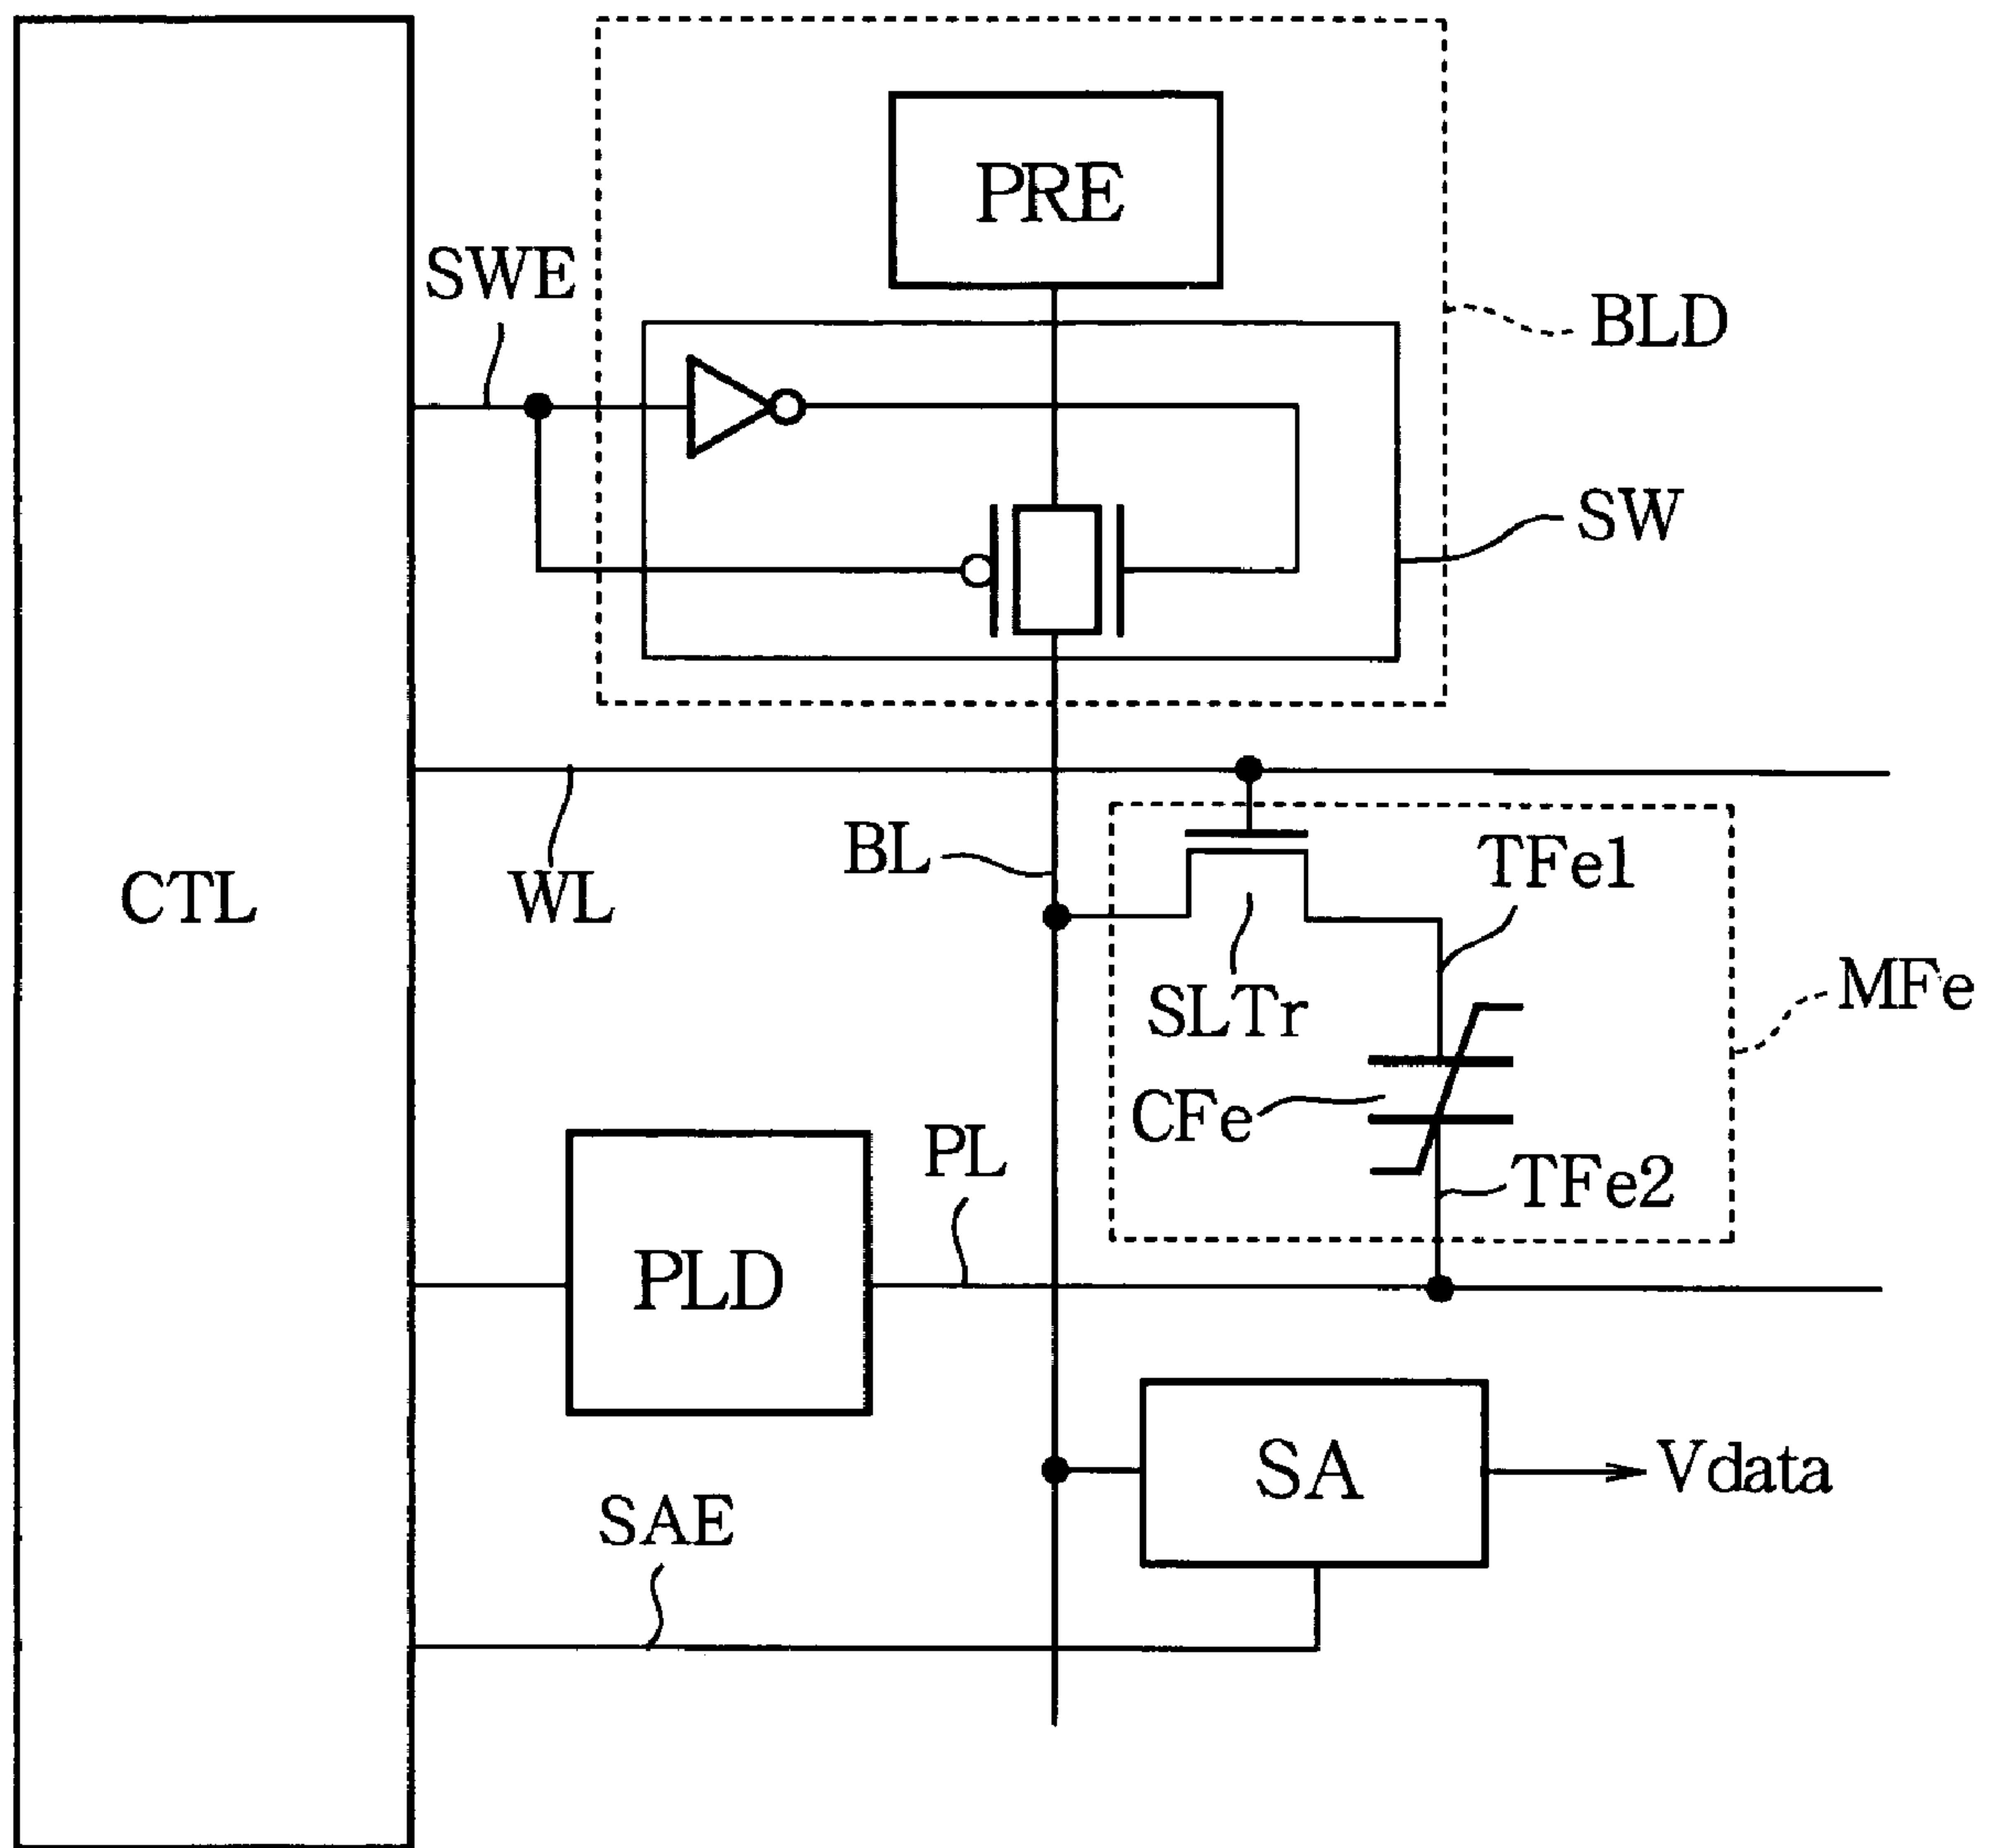 PRE
SWE
BLD
SW
BL
TFe1
CTL
WL
MFe
SLTr
CFe
PL
TFe2
PLD
SA
Vdata
SAE